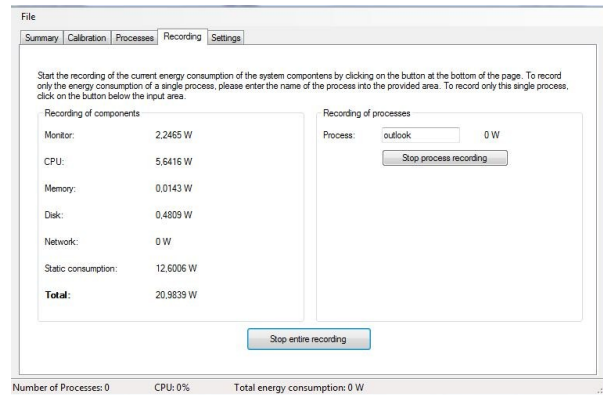 File
Summary Calibration Processes Recording Settings
Start the recording of the current energy consumption of the system compontens by clicking on the button at the bottom of the page. To record
only the energy consumption of a single process, please enter the name of the process into the provided area. To record only this single process,
click on the button below the input area.
Recording of components
Monitor: 2,2465 W
CPU: 5,6416 W
Memory: 0,0143 W
Disk: 0,4809 W
Network: 0 W
Static consumption: 12,6006 W
Total: 20,9839 W
Recording of processes
Process: outlook 0 W
Stop process recording
Stop entire recording
Number of Processes: 0 CPU: 0% Total energy consumption: 0 W